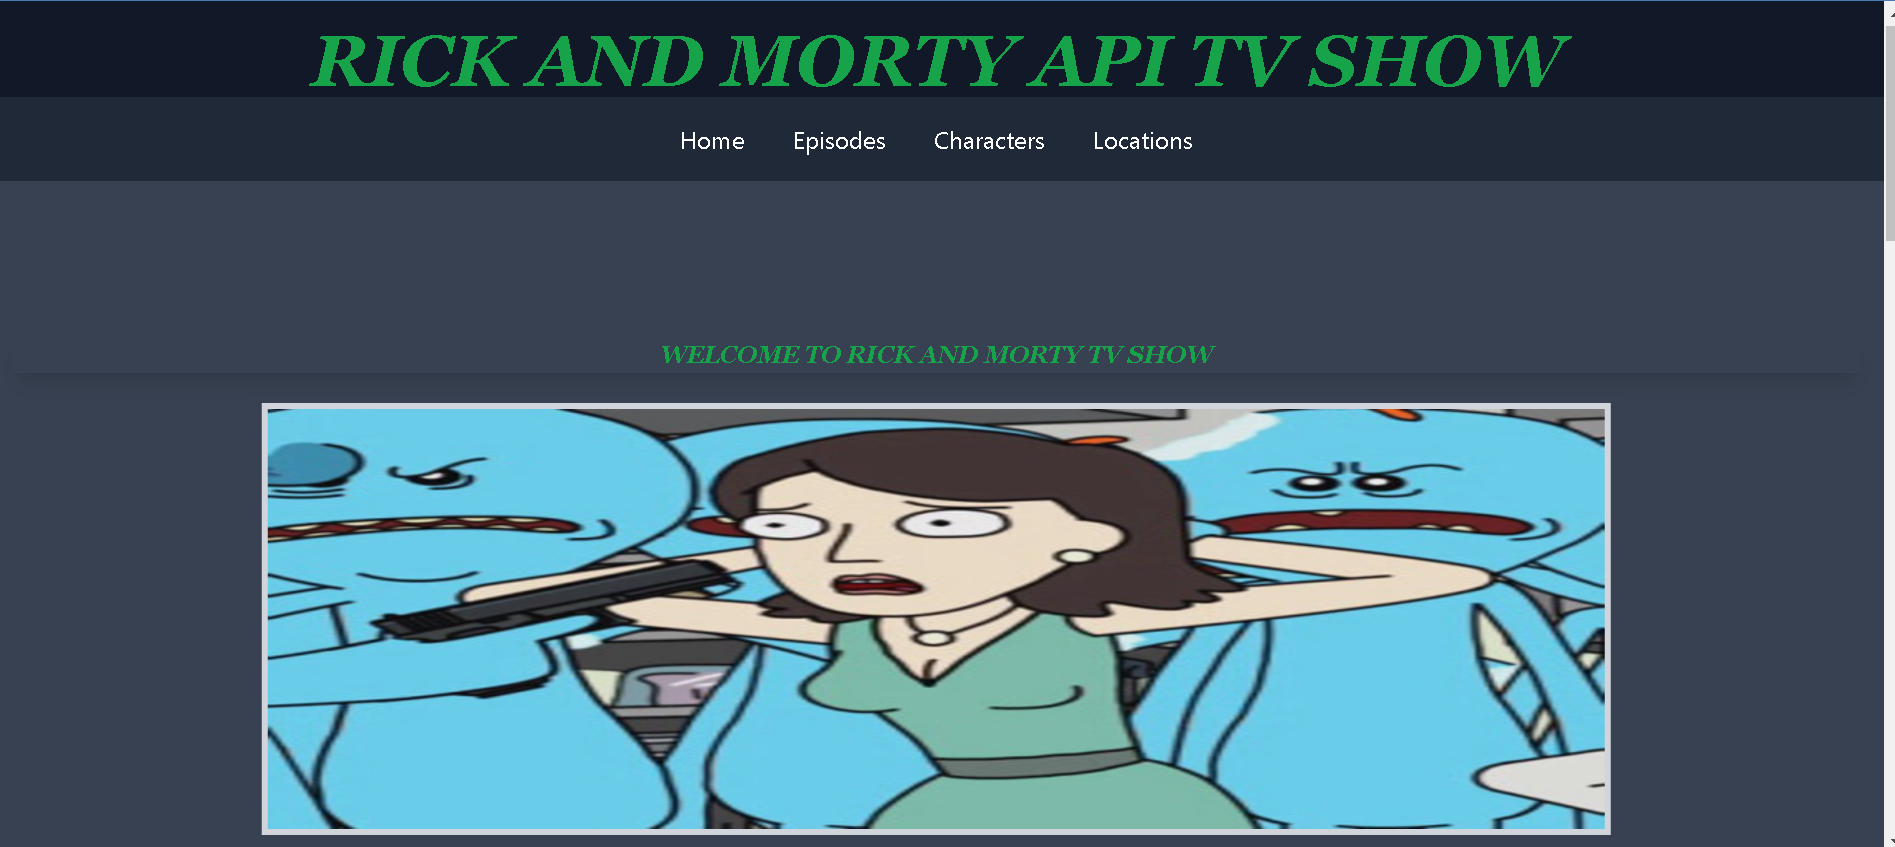 RICK AND MORTY API TV SHOW
Home Episodes Characters Locations
WELCOME TO RICK AND MORTY TV SHOW